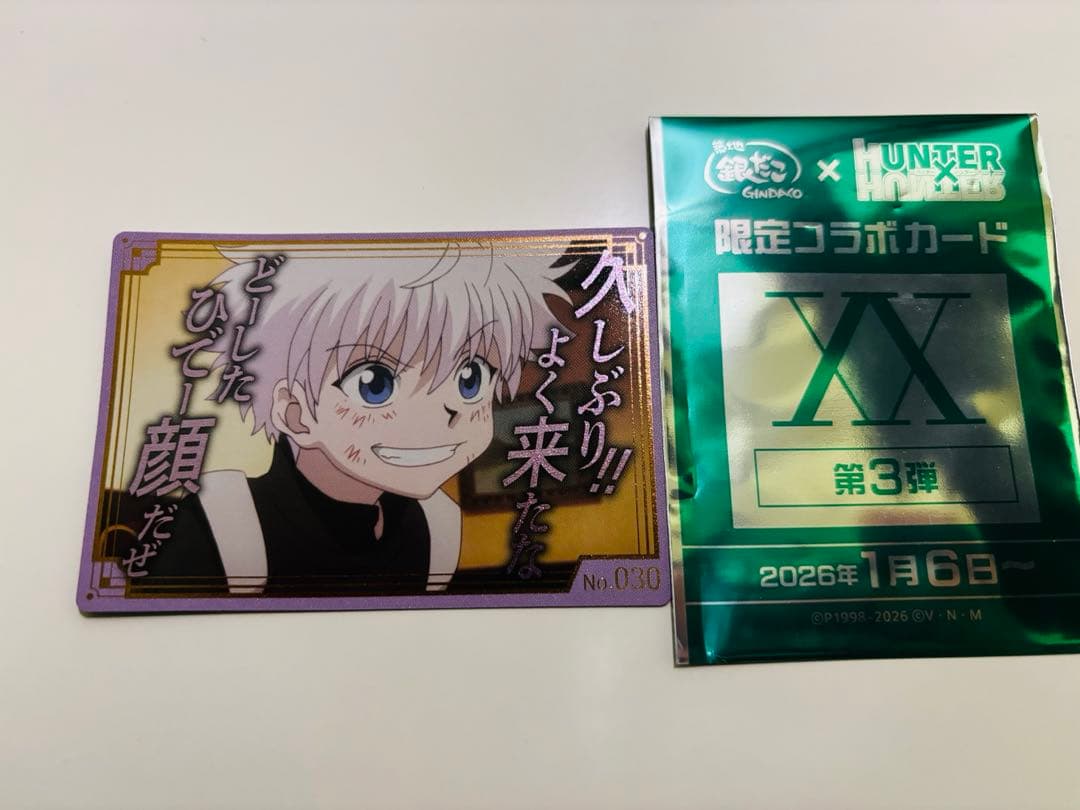 久しぶり!!
よく来たな
どーした
ひでー顔だぜ
No.030
築地
銀だこ
GINDACO
×
HUNTER
×
HUNTER
限定コラボカード
XX
第3弾
2026年1月6日~
©P1998-2026 ©V・N・M